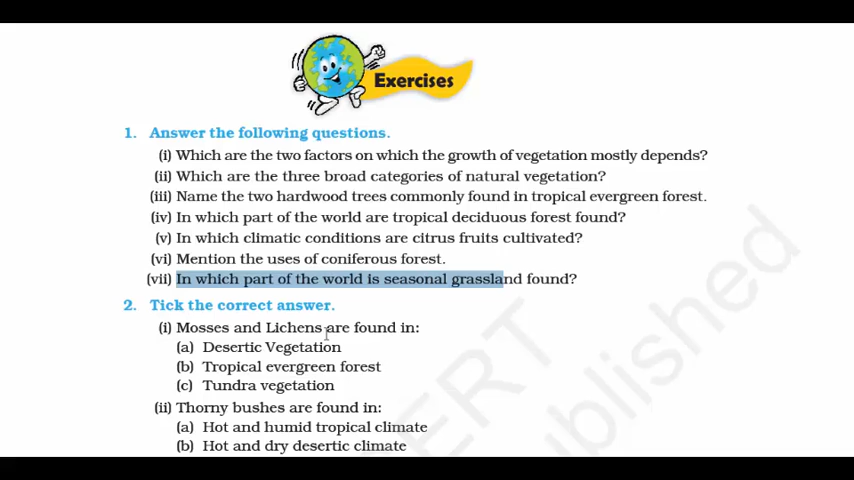 Exercises
1. Answer the following questions.
(i) Which are the two factors on which the growth of vegetation mostly depends?
(ii) Which are the three broad categories of natural vegetation?
(iii) Name the two hardwood trees commonly found in tropical evergreen forest.
(iv) In which part of the world are tropical deciduous forest found?
(v) In which climatic conditions are citrus fruits cultivated?
(vi) Mention the uses of coniferous forest.
(vii) In which part of the world is seasonal grassland found?
2. Tick the correct answer.
(i) Mosses and Lichens are found in:
(a) Desertic Vegetation
(b) Tropical evergreen forest
(c) Tundra vegetation
(ii) Thorny bushes are found in:
(a) Hot and humid tropical climate
(b) Hot and dry desertic climate
ERT
blished